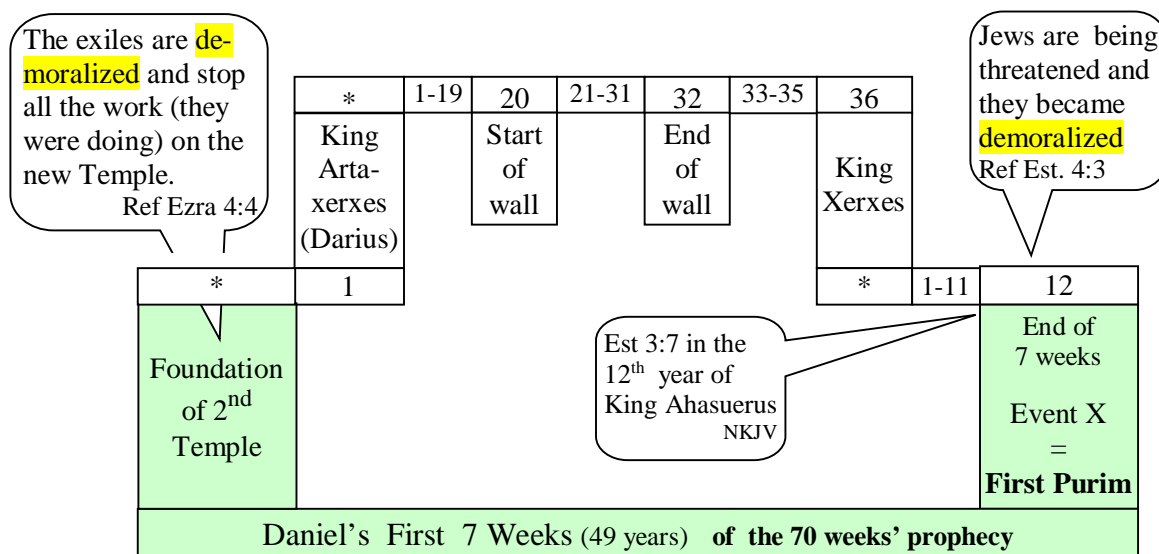 The exiles are de-
moralized and stop
all the work (they
were doing) on the
new Temple.
Ref Ezra 4:4
Jews are being
threatened and
they became
demoralized
Ref Est. 4:3
* 1-19 20 21-31 32 33-35 36
King
Arta-
xerxes
(Darius)
Start
of
wall
End
of
wall
King
Xerxes
* 1 * 1-11 12
Foundation
of 2nd
Temple
Est 3:7 in the
12th year of
King Ahasuerus
NKJV
End of
7 weeks
Event X
=
First Purim
Daniel's First 7 Weeks (49 years) of the 70 weeks' prophecy